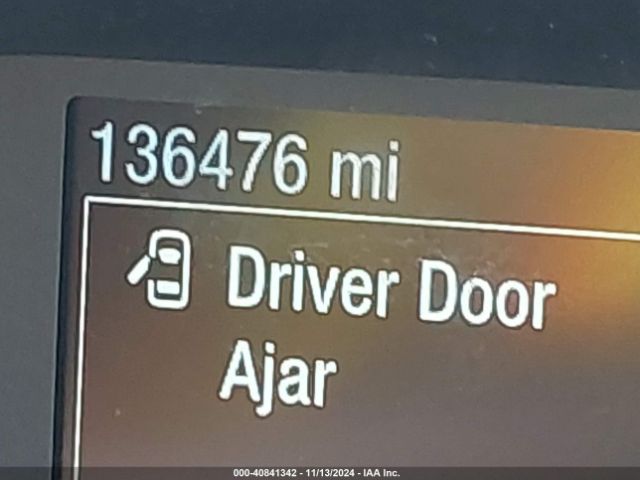 136476 mi
Driver Door
Ajar
000-40841342 - 11/13/2024 - IAA Inc.